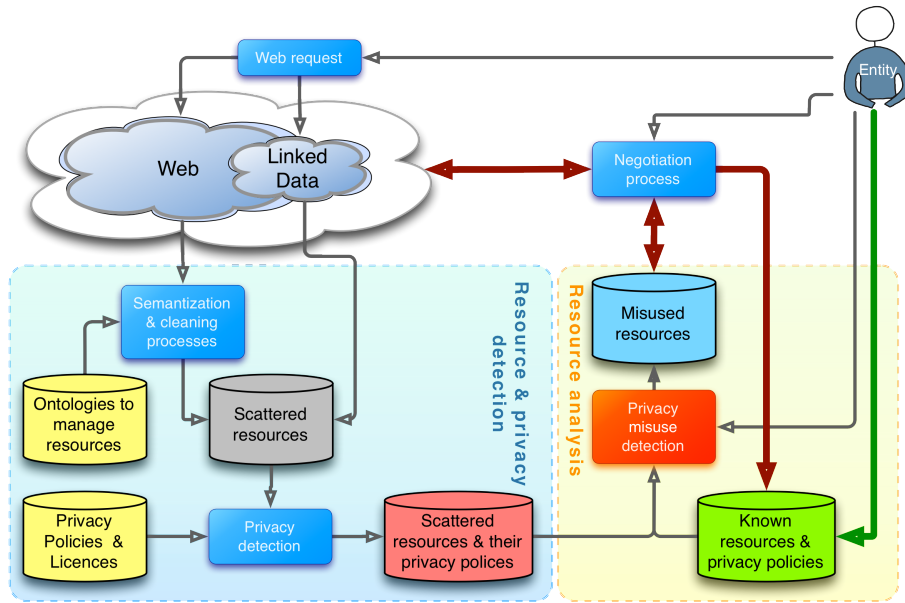 Web request
Entity
Web
Linked
Data
Negotiation
process
Semantization
& cleaning
processes
Resource & privacy
detection
Resource analysis
Misused
resources
Ontologies to
manage
resources
Scattered
resources
Privacy
misuse
detection
Privacy
Policies &
Licences
Privacy
detection
Scattered
resources & their
privacy polices
Known
resources &
privacy policies